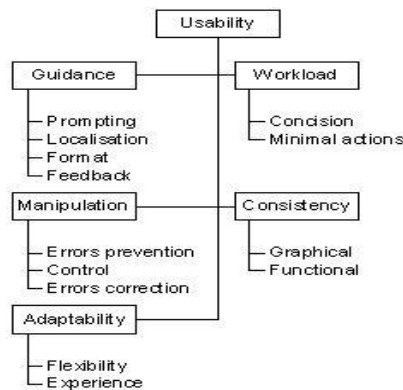 Usability
Guidance
Prompting
Localisation
Format
Feedback
Workload
Concision
Minimal actions
Manipulation
Errors prevention
Control
Errors correction
Consistency
Graphical
Functional
Adaptability
Flexibility
Experience